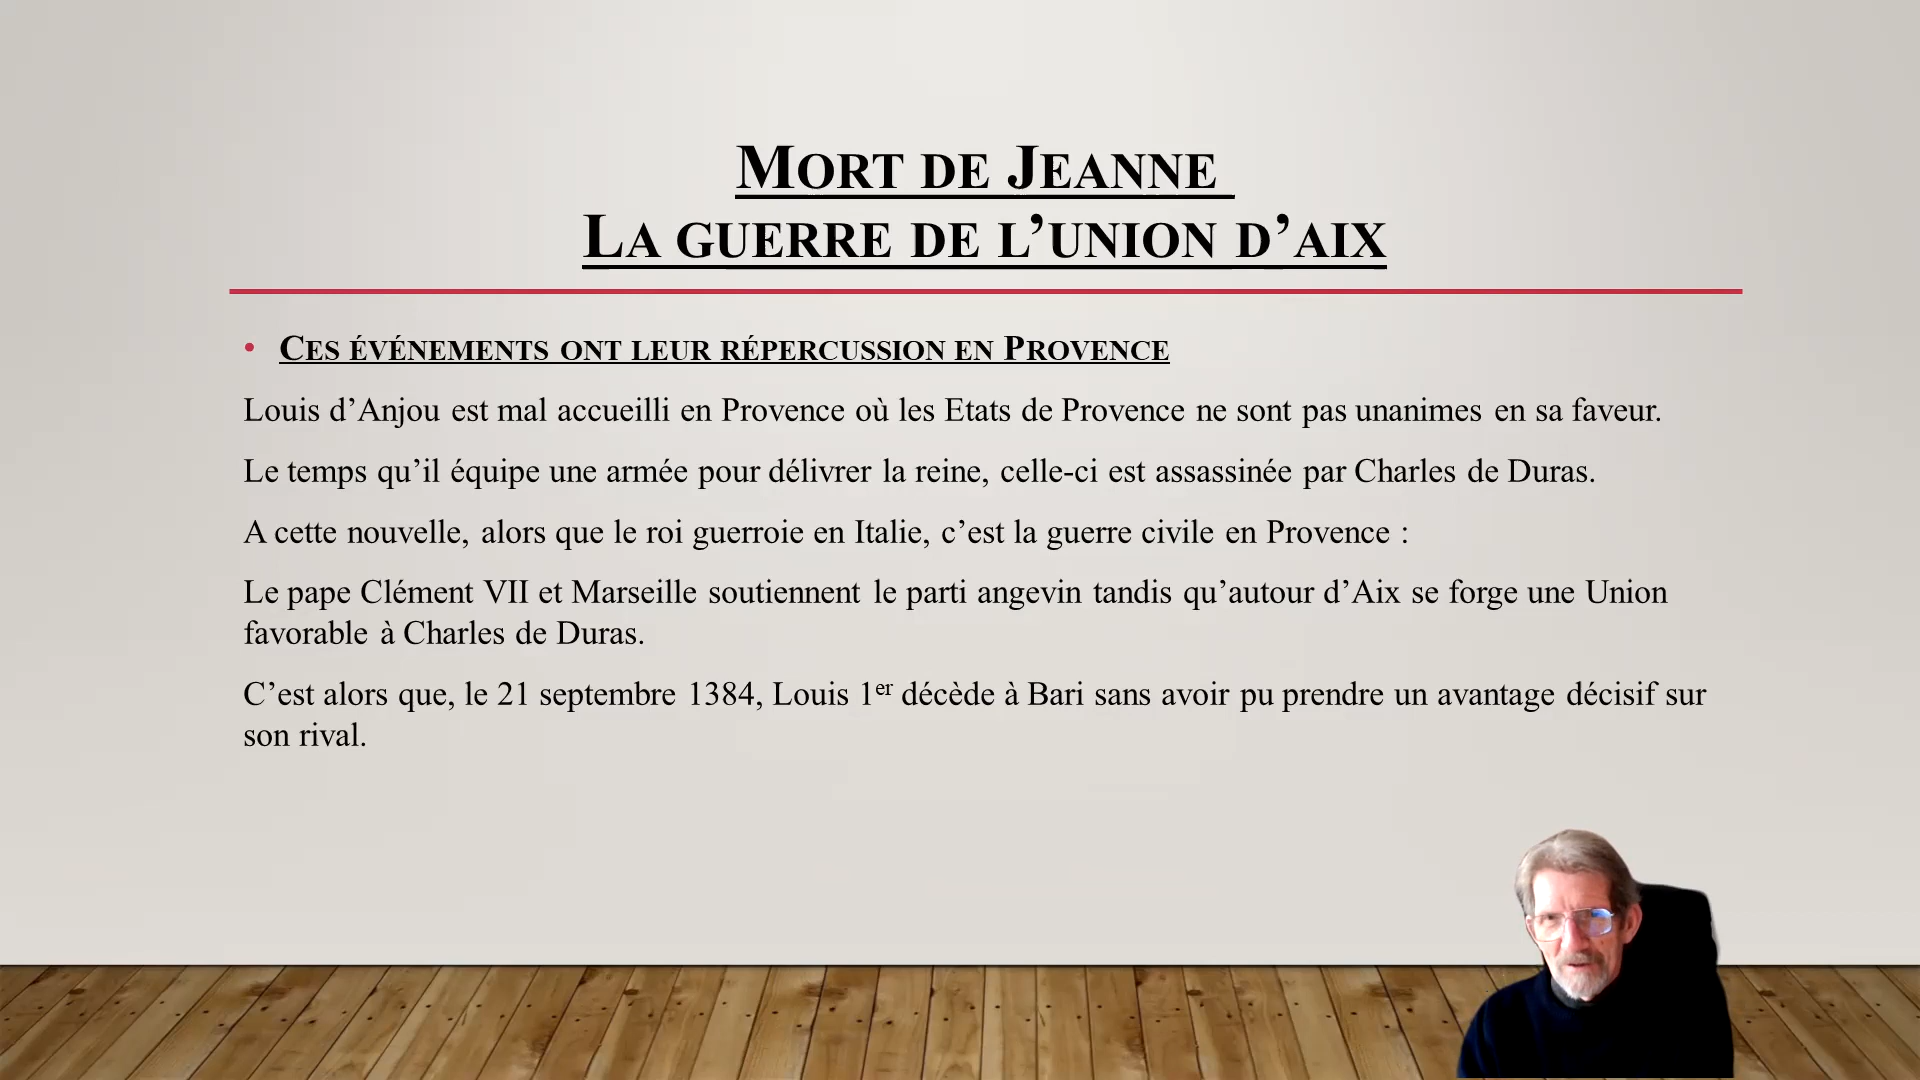 MORT DE JEANNE
LA GUERRE DE L’UNION D’AIX
• CES ÉVÉNEMENTS ONT LEUR RÉPERCUSSION EN PROVENCE
Louis d’Anjou est mal accueilli en Provence où les Etats de Provence ne sont pas unanimes en sa faveur.
Le temps qu’il équipe une armée pour délivrer la reine, celle-ci est assassinée par Charles de Duras.
A cette nouvelle, alors que le roi guerroie en Italie, c’est la guerre civile en Provence :
Le pape Clément VII et Marseille soutiennent le parti angevin tandis qu’autour d’Aix se forge une Union
favorable à Charles de Duras.
C’est alors que, le 21 septembre 1384, Louis 1er décède à Bari sans avoir pu prendre un avantage décisif sur
son rival.